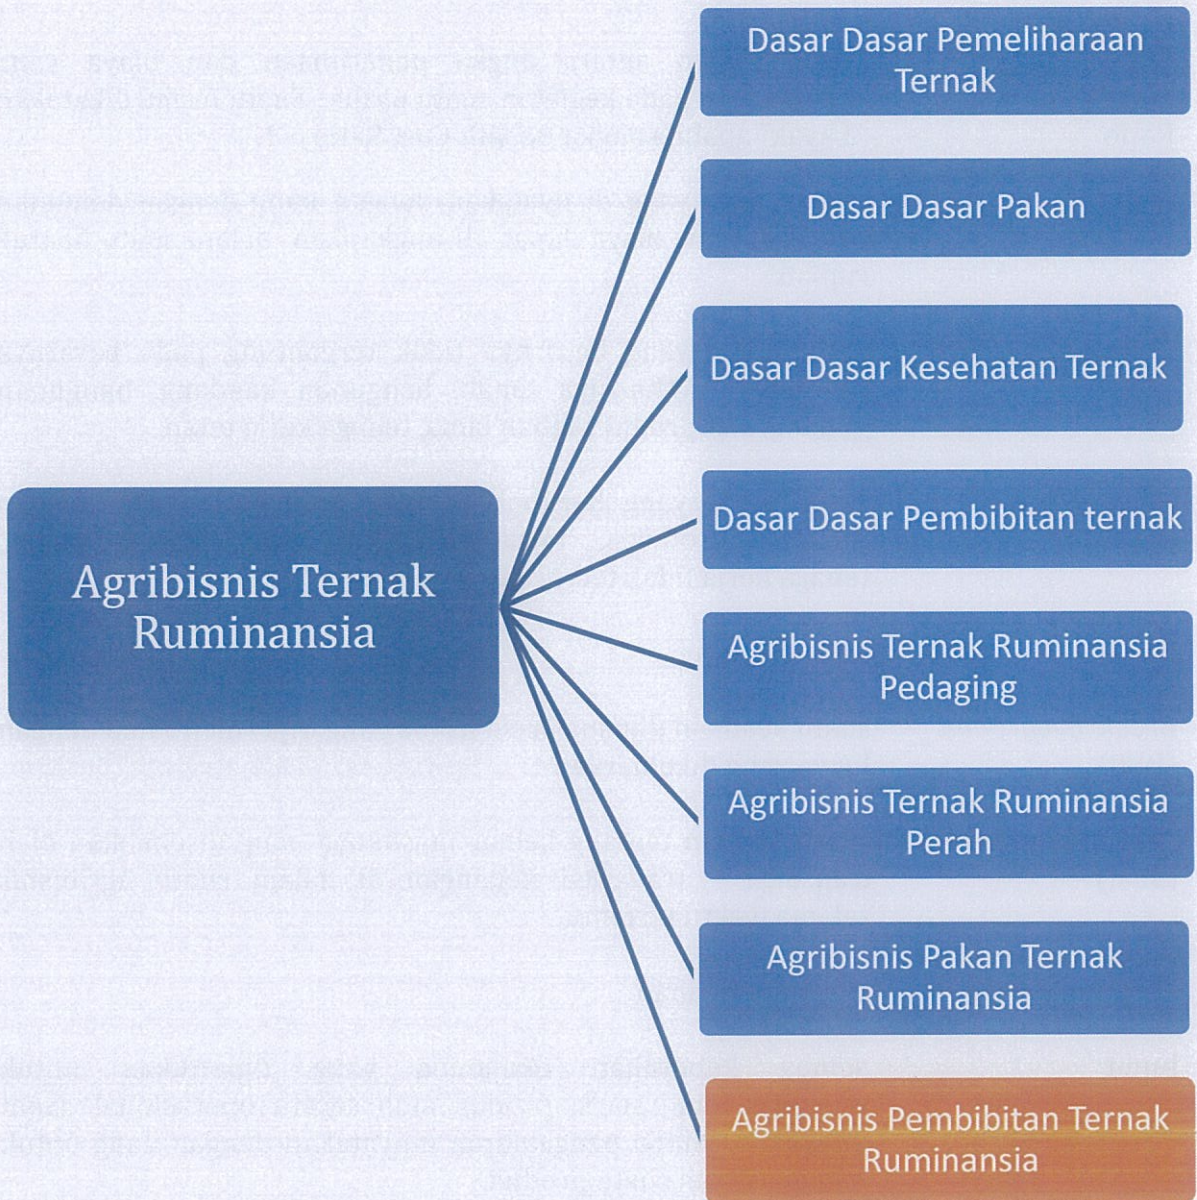 Dasar Dasar Pemeliharaan
Ternak
Dasar Dasar Pakan
Dasar Dasar Kesehatan Ternak
Dasar Dasar Pembibitan ternak
Agribisnis Ternak
Ruminansia
Agribisnis Ternak Ruminansia
Pedaging
Agribisnis Ternak Ruminansia
Perah
Agribisnis Pakan Ternak
Ruminansia
Agribisnis Pembibitan Ternak
Ruminansia